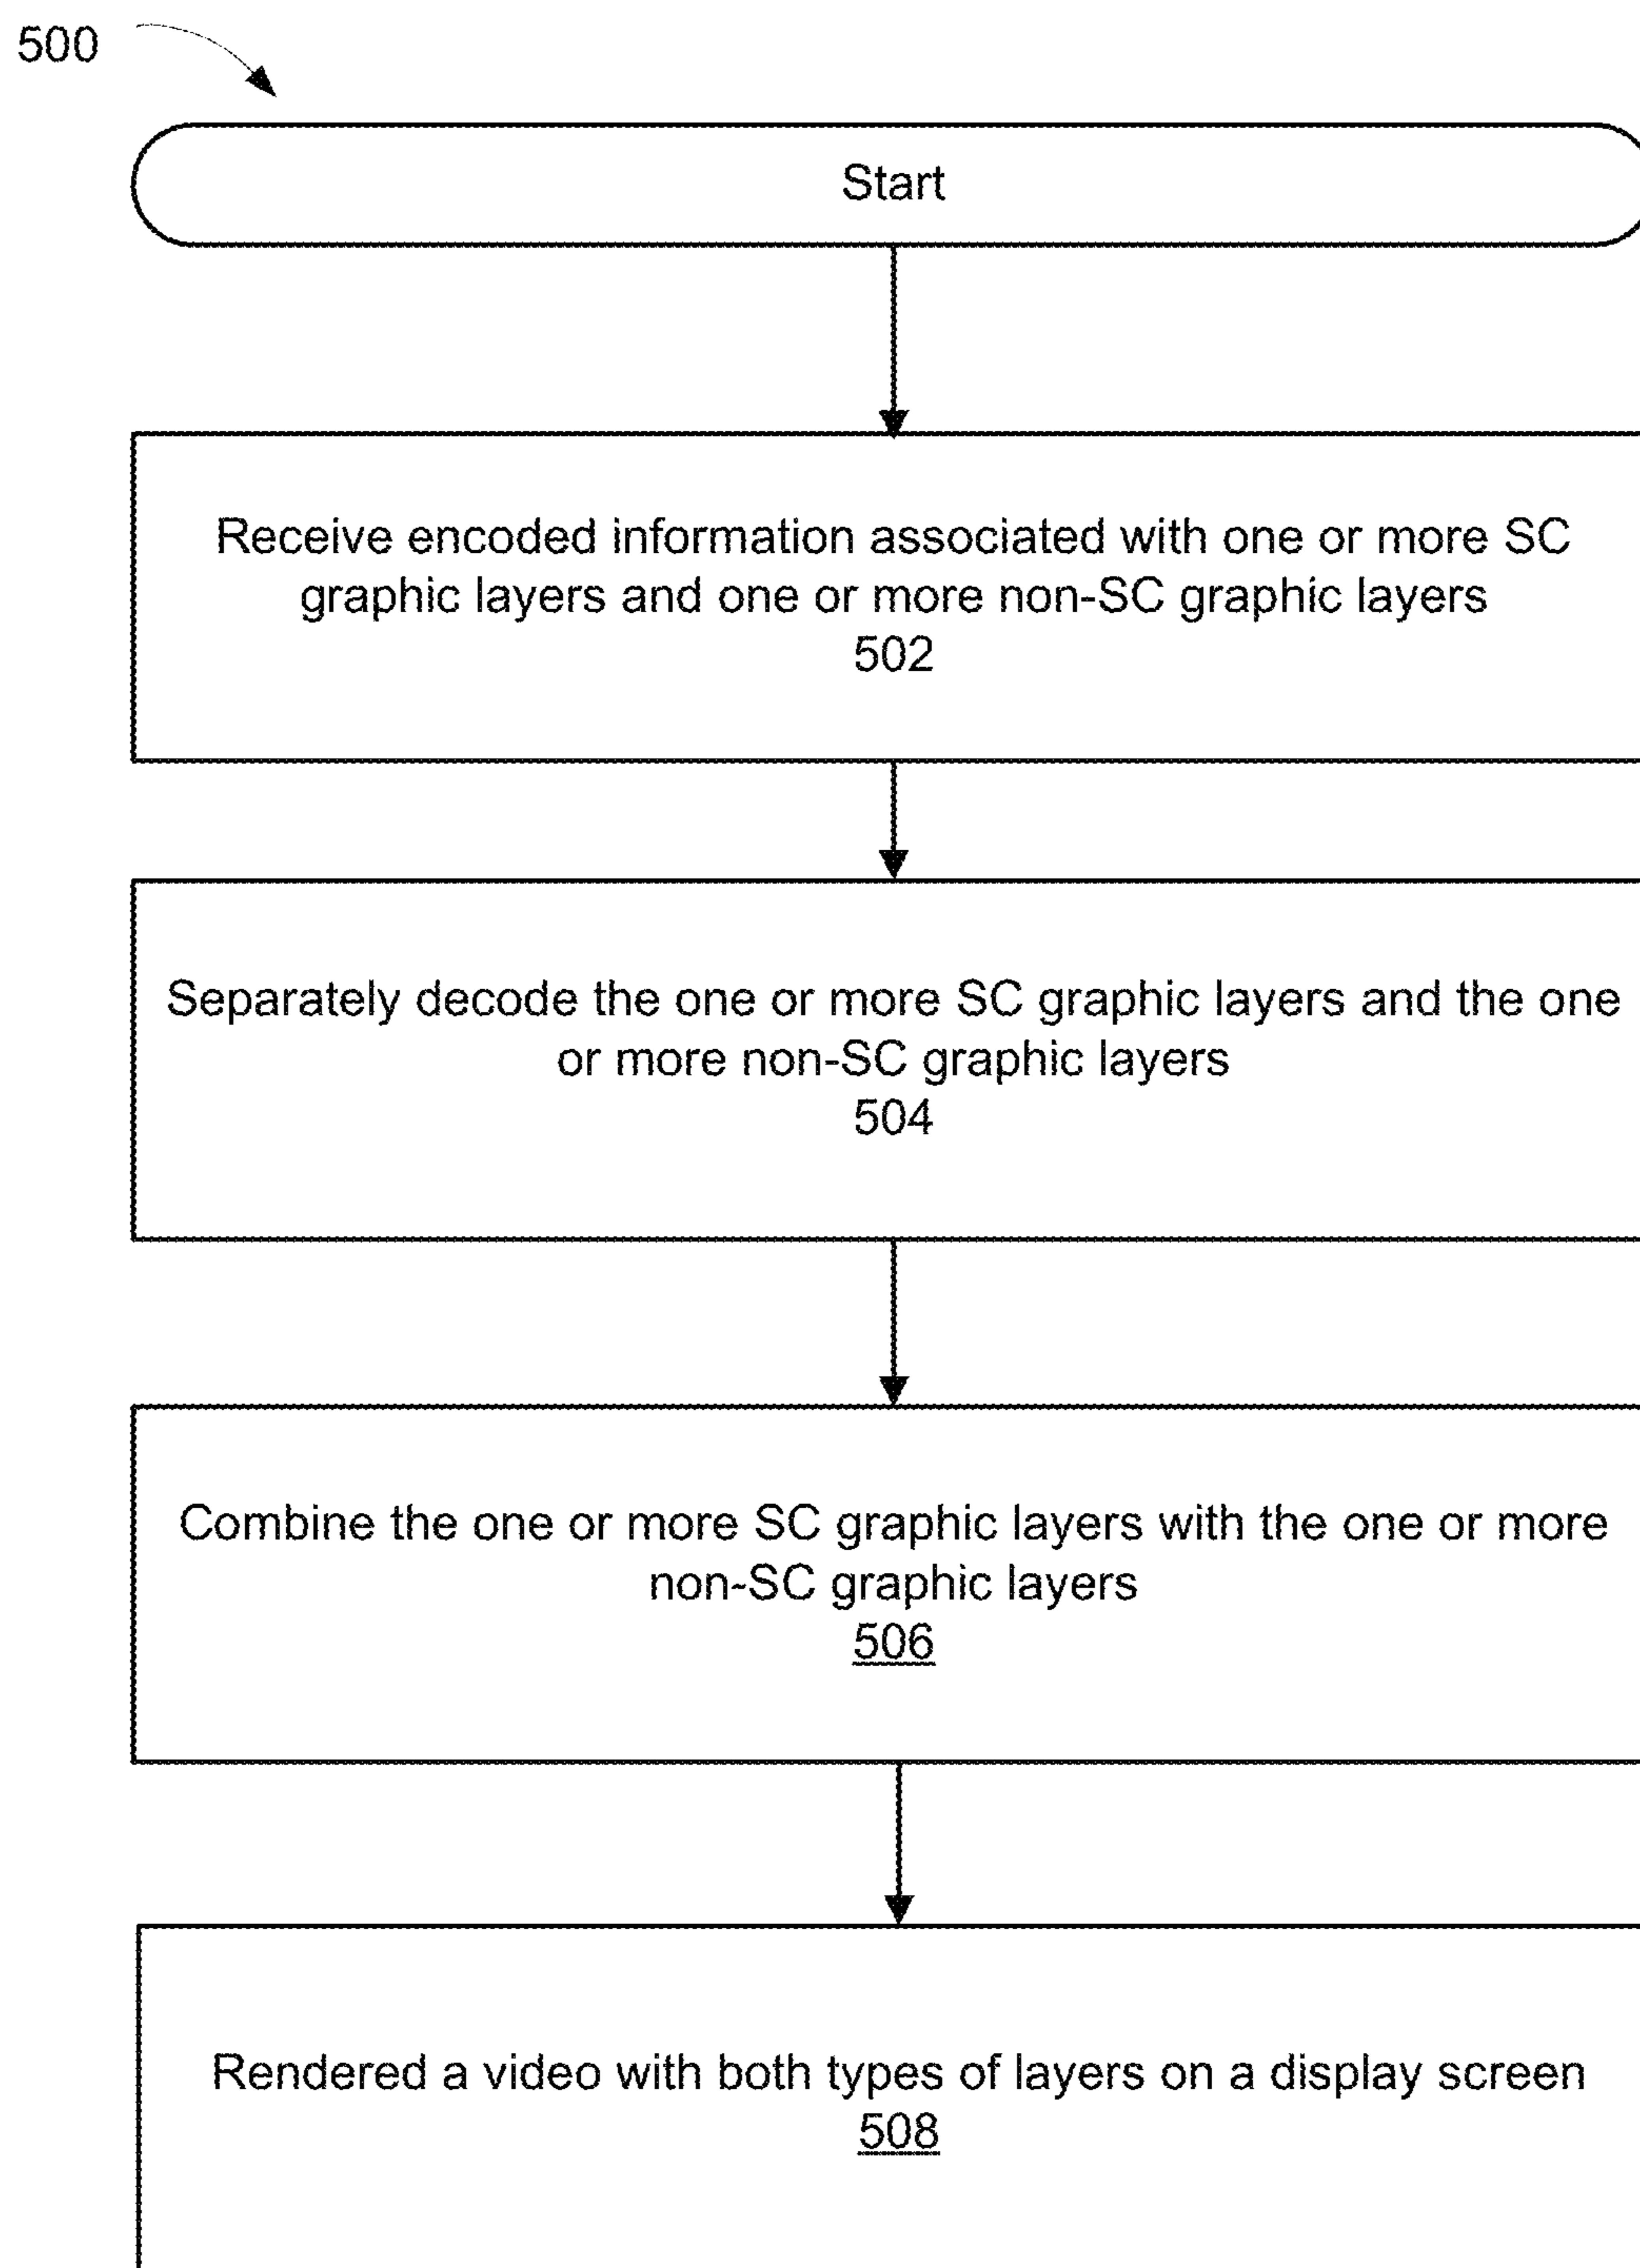 500
Start
Receive encoded information associated with one or more SC
graphic layers and one or more non-SC graphic layers
502
Separately decode the one or more SC graphic layers and the one
or more non-SC graphic layers
504
Combine the one or more SC graphic layers with the one or more
non-SC graphic layers
506
Rendered a video with both types of layers on a display screen
508